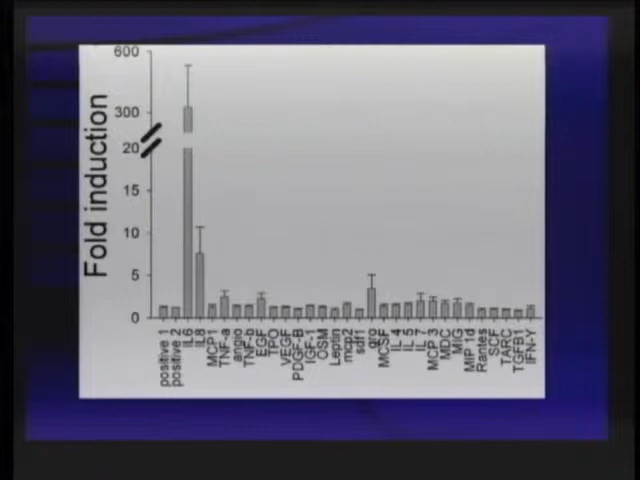 600
300
20
15
10
5
0
Fold induction
positive 1
positive 2
IL6
IL8
MCP1
TNF-a
angio
TNF-b
EGF
TPO
VEGF
PDGF-B
IGF-1
OSM
Leptin
mcp2
sdf1
gro
MCSF
IL 4
IL 5
IL 7
MCP 3
MDC
MIG
MIP 1d
Rantes
SCF
TARC
TGFB1
IFN-Y